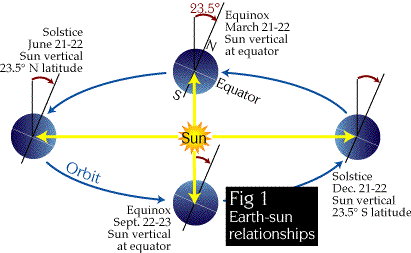 Solstice
June 21-22
Sun vertical
23.5° N latitude
23.5°
Equinox
March 21-22
Sun vertical
at equator
N
S
Equator
Sun
Orbit
Equinox
Sept. 22-23
Sun vertical
at equator
Fig 1
Earth-sun
relationships
Solstice
Dec. 21-22
Sun vertical
23.5° S latitude